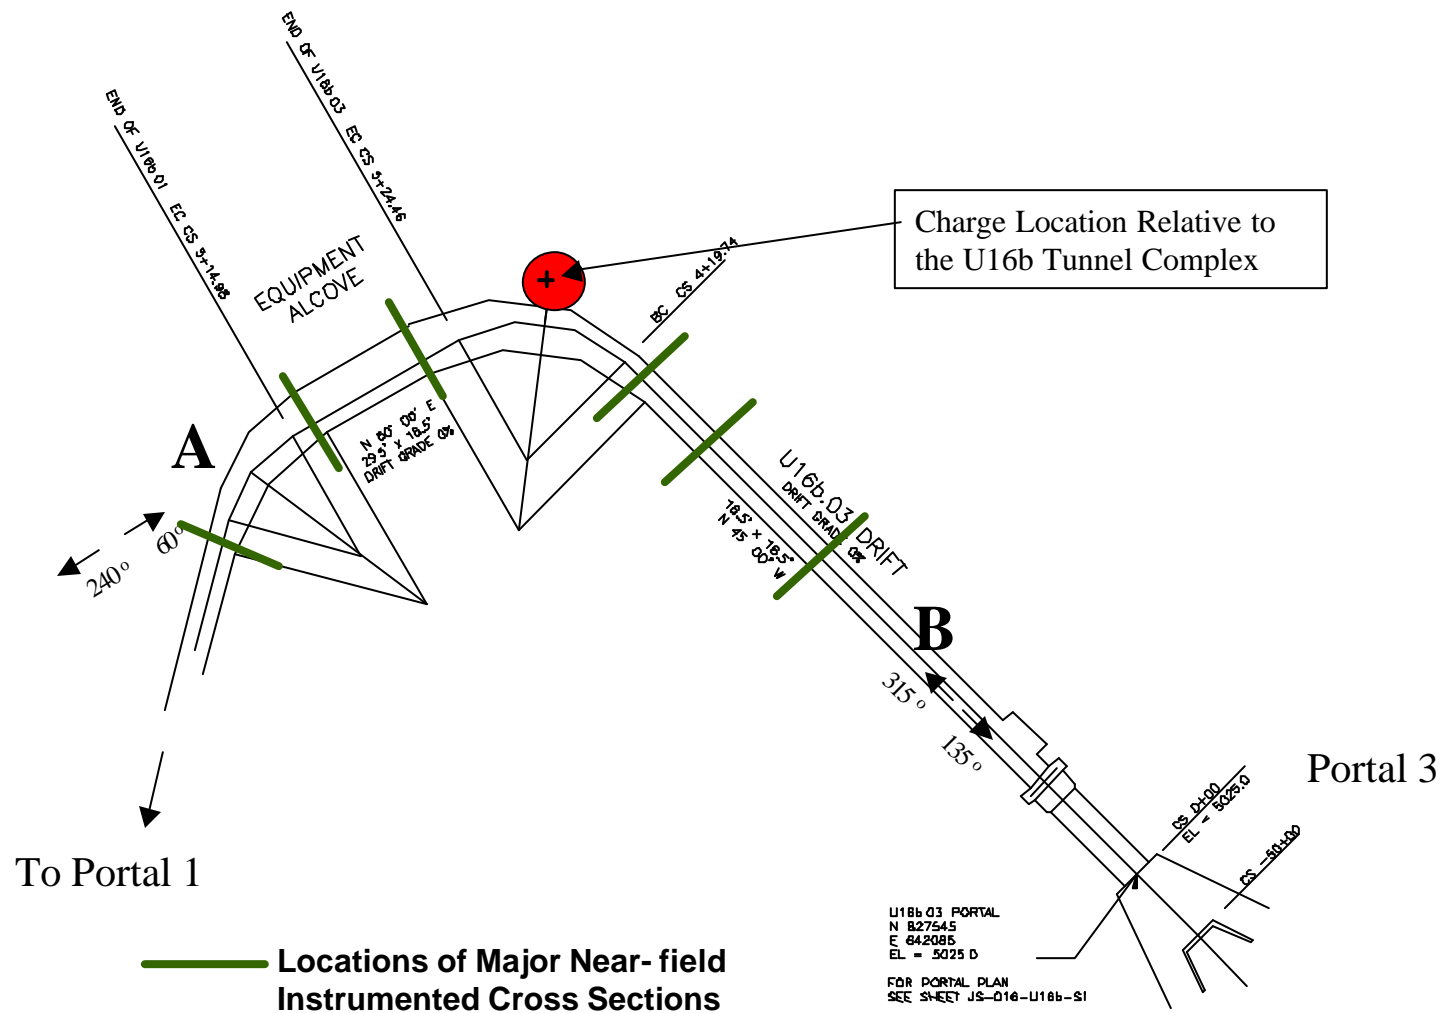 END OF U16b.03 EC CS 5+24.46
END OF U16b.01 EC CS 5+14.98
EQUIPMENT
ALCOVE
Charge Location Relative to
the U16b Tunnel Complex
BC CS 4+19.74
A
N 60° 00' E
29.5' x 18.5'
DRIFT GRADE 0%
U16b.03 DRIFT
DRIFT GRADE 0%
18.5' x 18.5'
N 45° 00' W
60°
240°
B
315°
135°
Portal 3
CS 0+00
EL = 5025.0
CS -50+00
To Portal 1
U16b 03 PORTAL
N 827545
E 642085
EL = 5025 0
FOR PORTAL PLAN
SEE SHEET JS-016-U16b-S1
Locations of Major Near- field
Instrumented Cross Sections